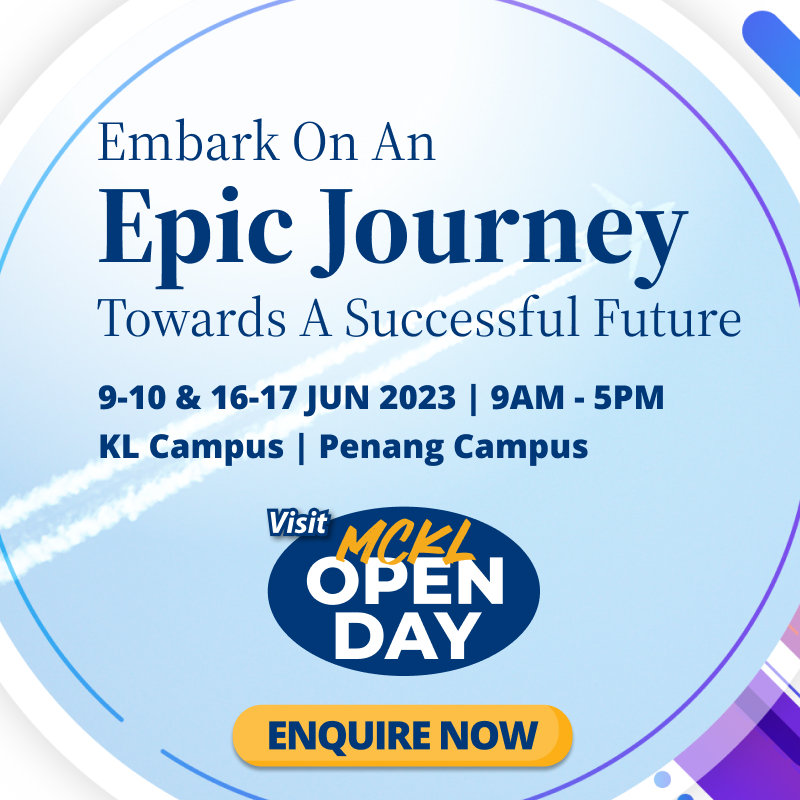 Embark On An
Epic Journey
Towards A Successful Future
9-10 & 16-17 JUN 2023 | 9AM - 5PM
KL Campus | Penang Campus
Visit
MCKL
OPEN
DAY
ENQUIRE NOW